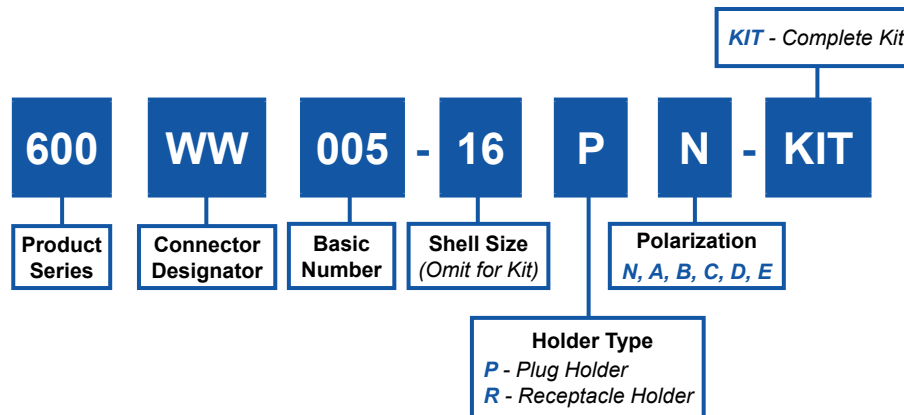 KIT - Complete Kit
600 WW 005 - 16 P N - KIT
Product
Series
Connector
Designator
Basic
Number
Shell Size
(Omit for Kit)
Polarization
N, A, B, C, D, E
Holder Type
P - Plug Holder
R - Receptacle Holder